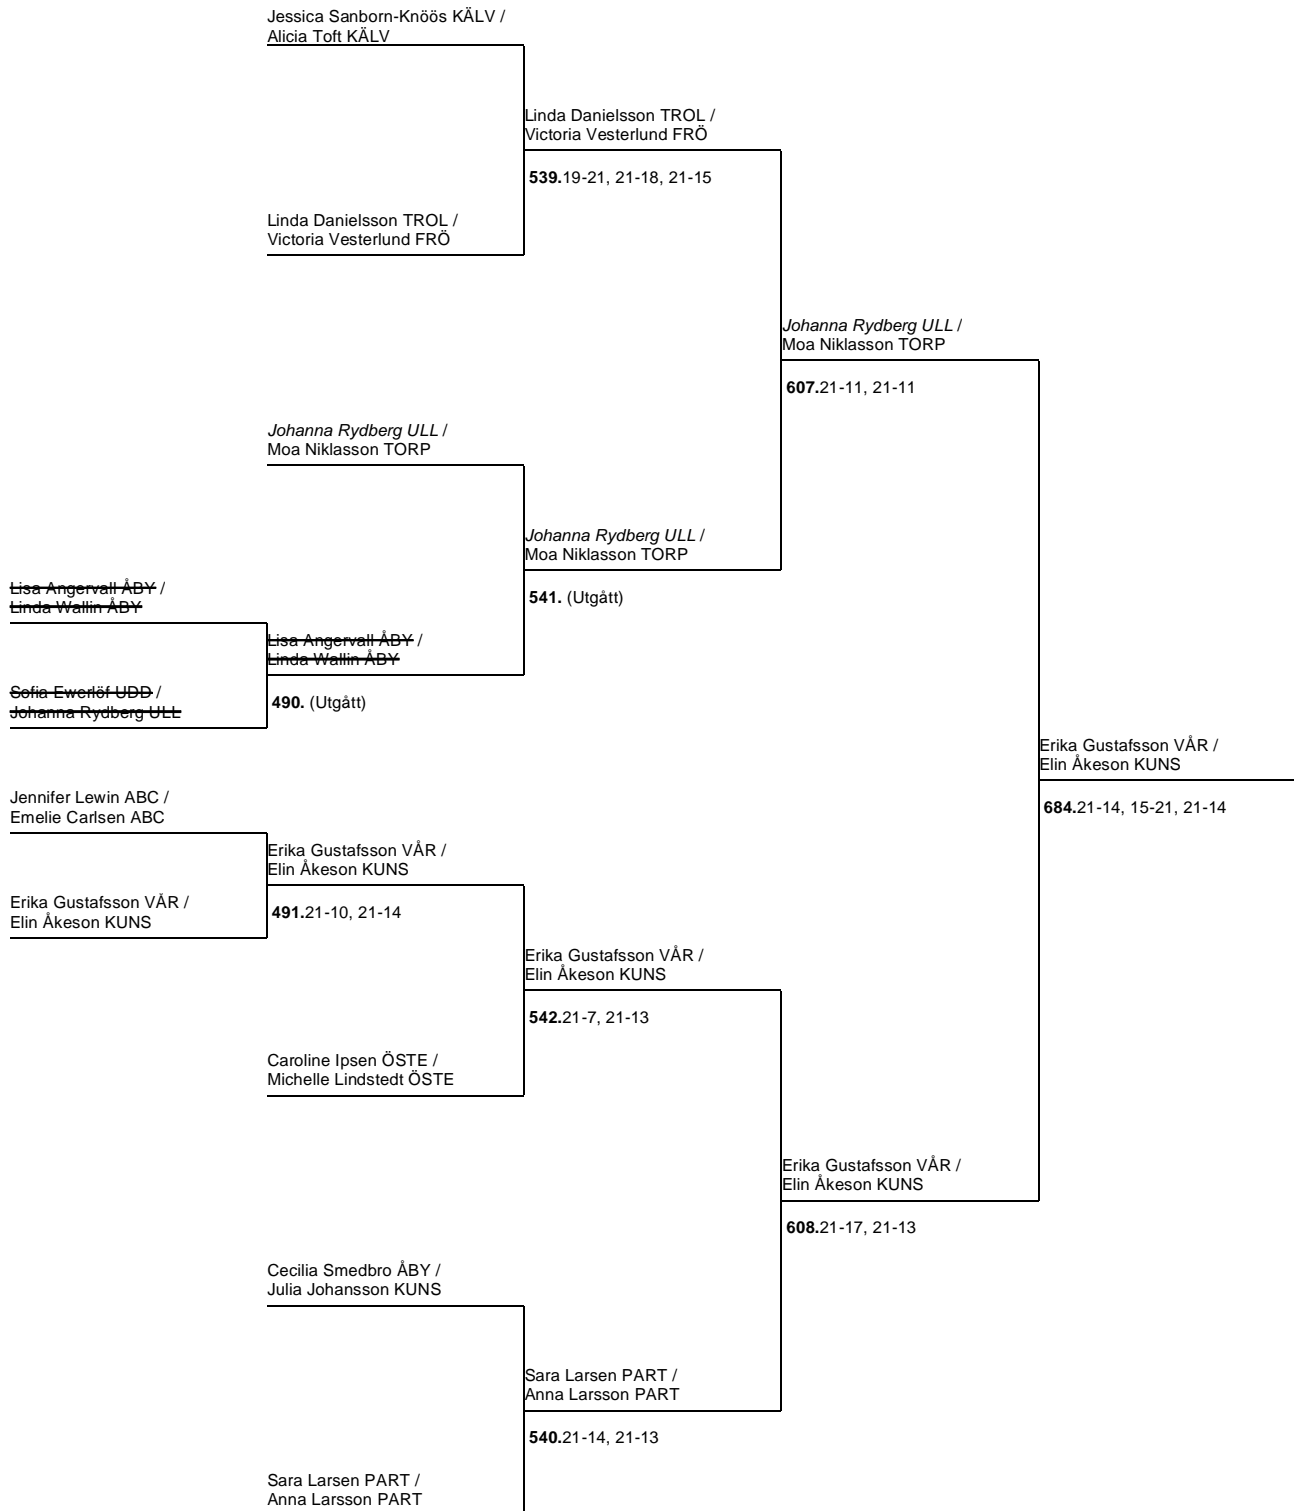 Jessica Sanborn-Knöös KÄLV /
Alicia Toft KÄLV
Linda Danielsson TROL /
Victoria Vesterlund FRÖ
539.19-21, 21-18, 21-15
Linda Danielsson TROL /
Victoria Vesterlund FRÖ
Johanna Rydberg ULL /
Moa Niklasson TORP
607.21-11, 21-11
Johanna Rydberg ULL /
Moa Niklasson TORP
Johanna Rydberg ULL /
Moa Niklasson TORP
541. (Utgått)
Lisa Angervall ÅBY /
Linda Wallin ÅBY
Lisa Angervall ÅBY /
Linda Wallin ÅBY
490. (Utgått)
Sofia Ewerlöf UDD /
Johanna Rydberg ULL
Erika Gustafsson VÅR /
Elin Åkeson KUNS
684.21-14, 15-21, 21-14
Jennifer Lewin ABC /
Emelie Carlsen ABC
Erika Gustafsson VÅR /
Elin Åkeson KUNS
491.21-10, 21-14
Erika Gustafsson VÅR /
Elin Åkeson KUNS
Erika Gustafsson VÅR /
Elin Åkeson KUNS
542.21-7, 21-13
Caroline Ipsen ÖSTE /
Michelle Lindstedt ÖSTE
Erika Gustafsson VÅR /
Elin Åkeson KUNS
608.21-17, 21-13
Cecilia Smedbro ÅBY /
Julia Johansson KUNS
Sara Larsen PART /
Anna Larsson PART
540.21-14, 21-13
Sara Larsen PART /
Anna Larsson PART